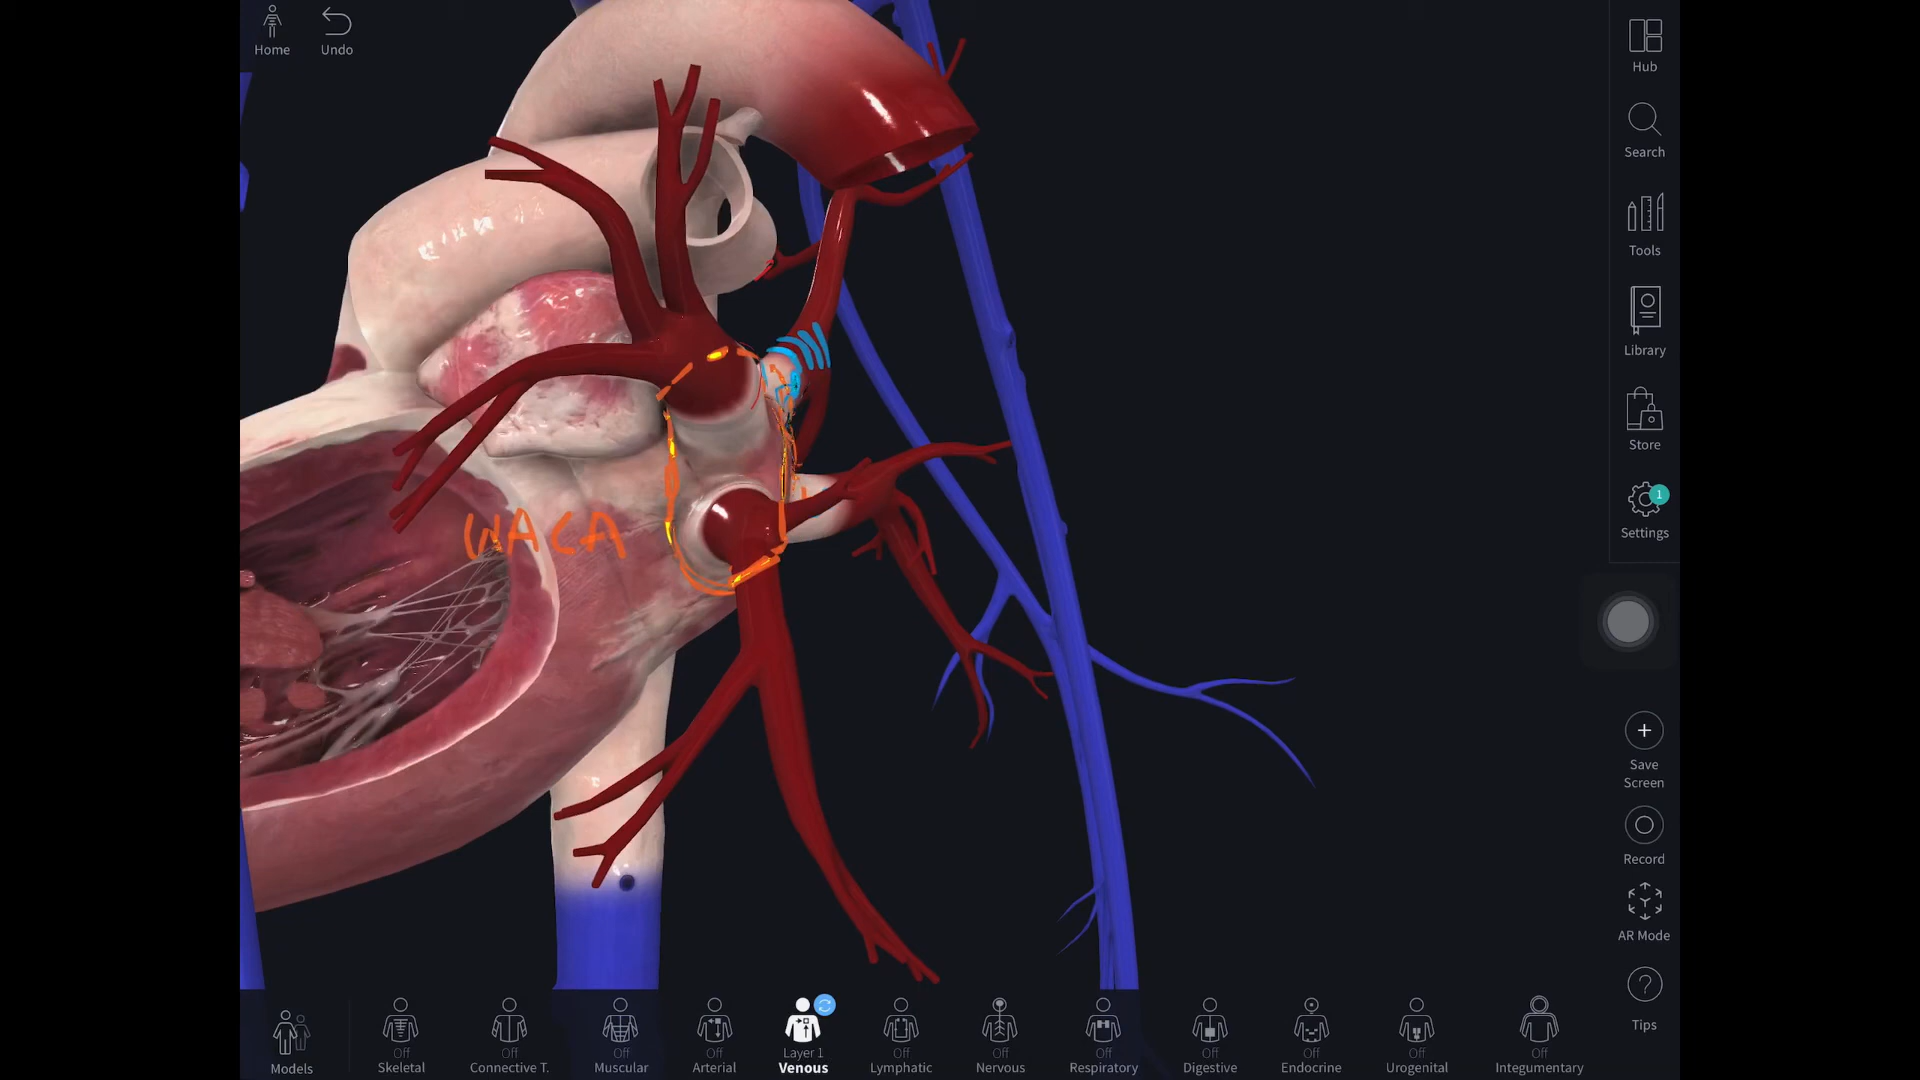 Home
Undo
Hub
Search
Tools
Library
Store
1
Settings
WACA
Save
Screen
Record
AR Mode
?
Tips
Models
Off
Skeletal
Off
Connective T.
Off
Muscular
Off
Arterial
Layer 1
Venous
Off
Lymphatic
Off
Nervous
Off
Respiratory
Off
Digestive
Off
Endocrine
Off
Urogenital
Off
Integumentary